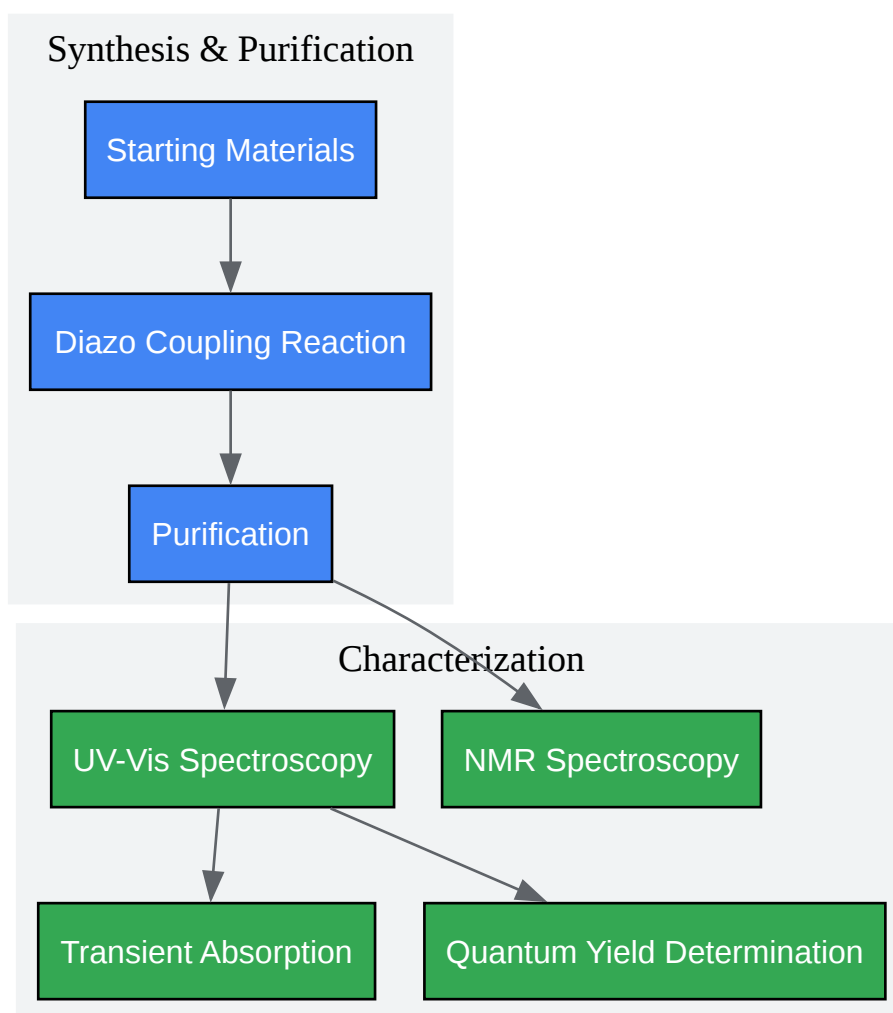 Synthesis & Purification
Starting Materials
Diazo Coupling Reaction
Purification
Characterization
UV-Vis Spectroscopy
NMR Spectroscopy
Transient Absorption
Quantum Yield Determination